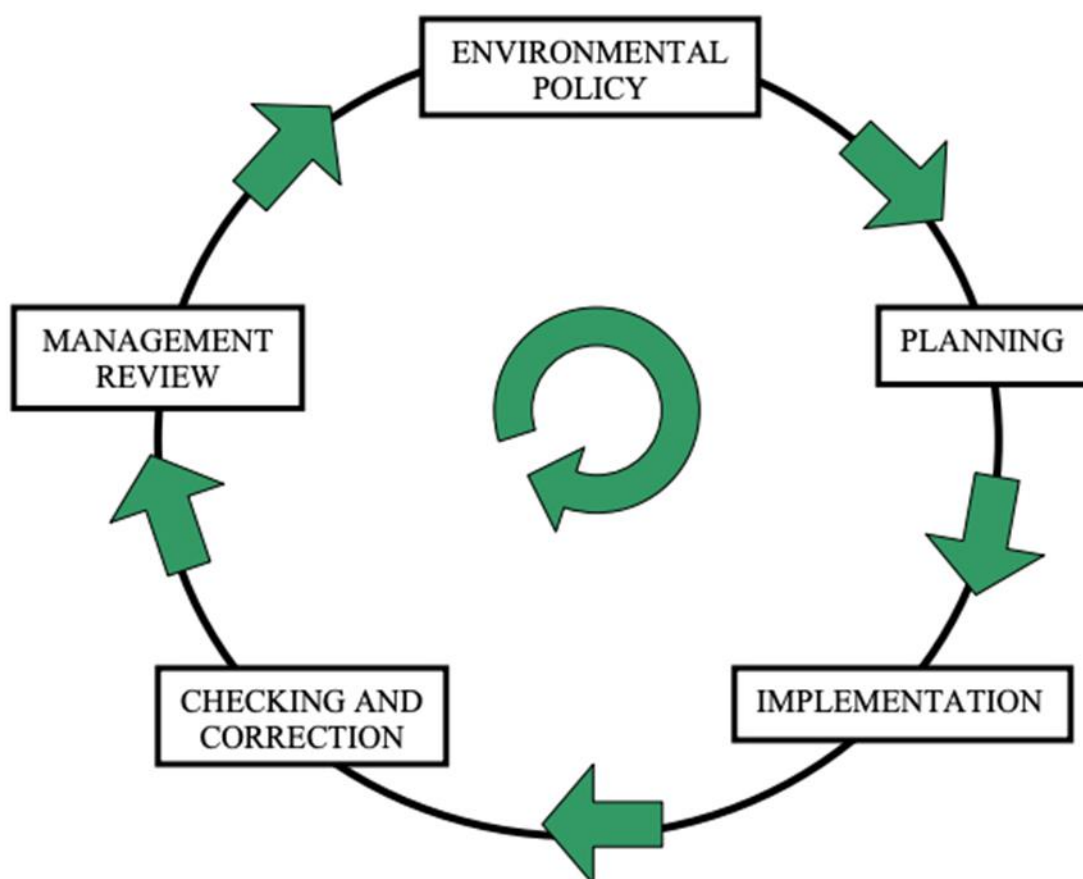 ENVIRONMENTAL
POLICY
PLANNING
IMPLEMENTATION
CHECKING AND
CORRECTION
MANAGEMENT
REVIEW